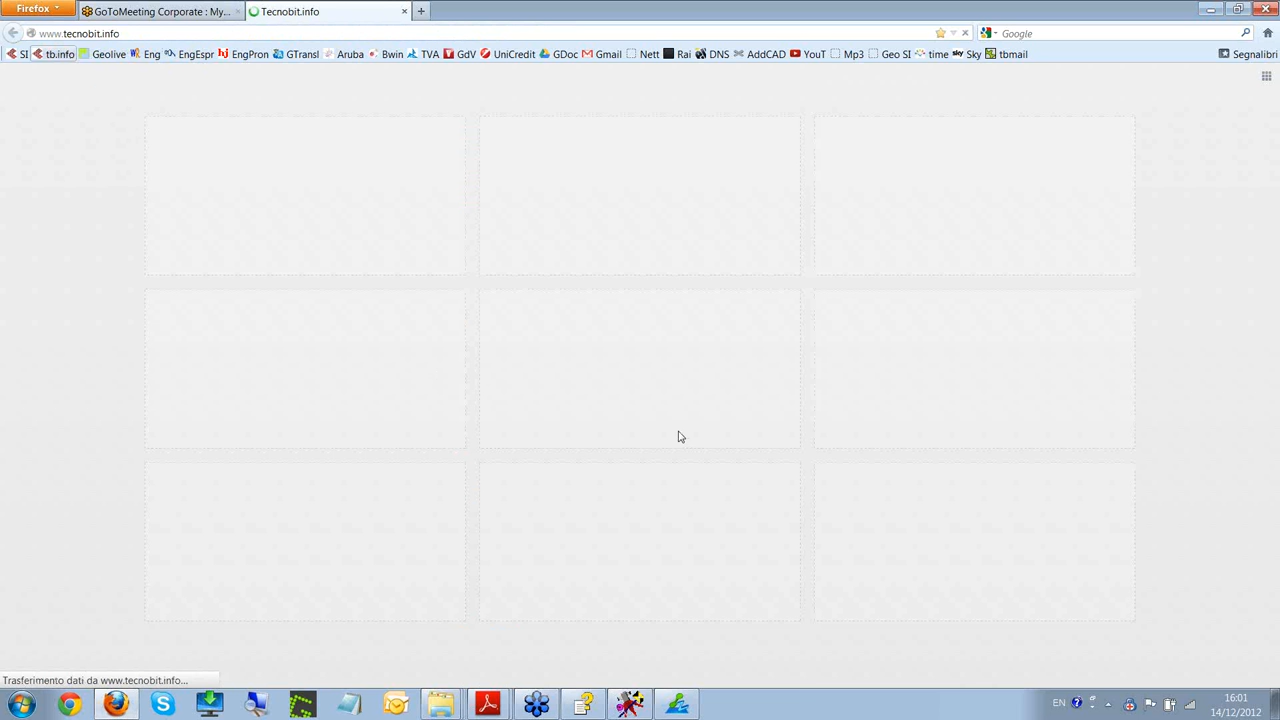 Firefox
GoToMeeting Corporate : My...
Tecnobit.info
www.tecnobit.info
Google
SI tb.info Geolive Eng EngEspr EngPron GTransl Aruba Bwin TVA GdV UniCredit GDoc Gmail Nett Rai DNS AddCAD YouT Mp3 Geo SI time Sky tbmail Segnalibri
Trasferimento dati da www.tecnobit.info...
EN
16:01
14/12/2012